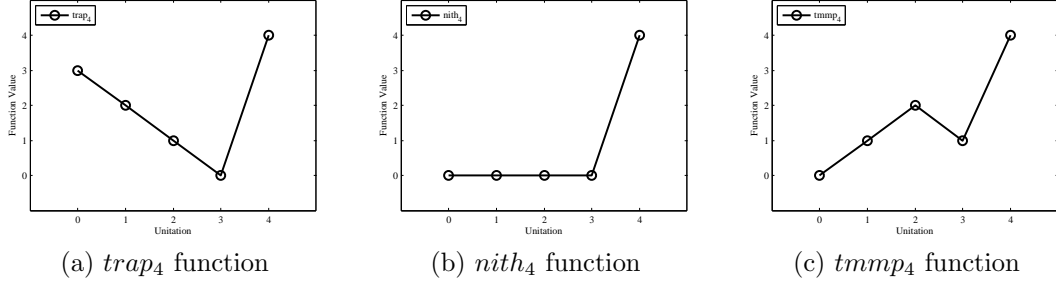 trap4
Function Value
4
3
2
1
0
0 1 2 3 4
Unitation
(a) trap4 function
nith4
Function Value
4
3
2
1
0
0 1 2 3 4
Unitation
(b) nith4 function
tmmp4
Function Value
4
3
2
1
0
0 1 2 3 4
Unitation
(c) tmmp4 function